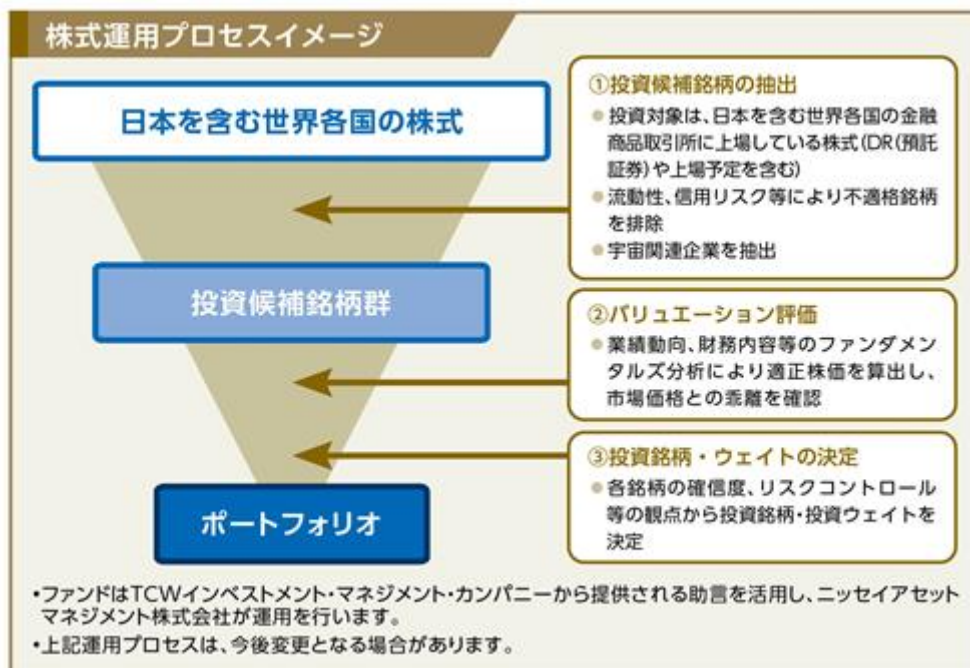 株式運用プロセスイメージ
日本を含む世界各国の株式
投資候補銘柄群
ポートフォリオ
①投資候補銘柄の抽出
●投資対象は、日本を含む世界各国の金融
商品取引所に上場している株式(DR(預託
証券)や上場予定を含む)
●流動性、信用リスク等により不適格銘柄
を排除
●宇宙関連企業を抽出
②バリュエーション評価
●業績動向、財務内容等のファンダメン
タルズ分析により適正株価を算出し、
市場価格との乖離を確認
③投資銘柄・ウェイトの決定
●各銘柄の確信度、リスクコントロール
等の観点から投資銘柄・投資ウェイトを
決定
•ファンドはTCWインベストメント・マネジメント・カンパニーから提供される助言を活用し、ニッセイアセット
マネジメント株式会社が運用を行います。
•上記運用プロセスは、今後変更となる場合があります。